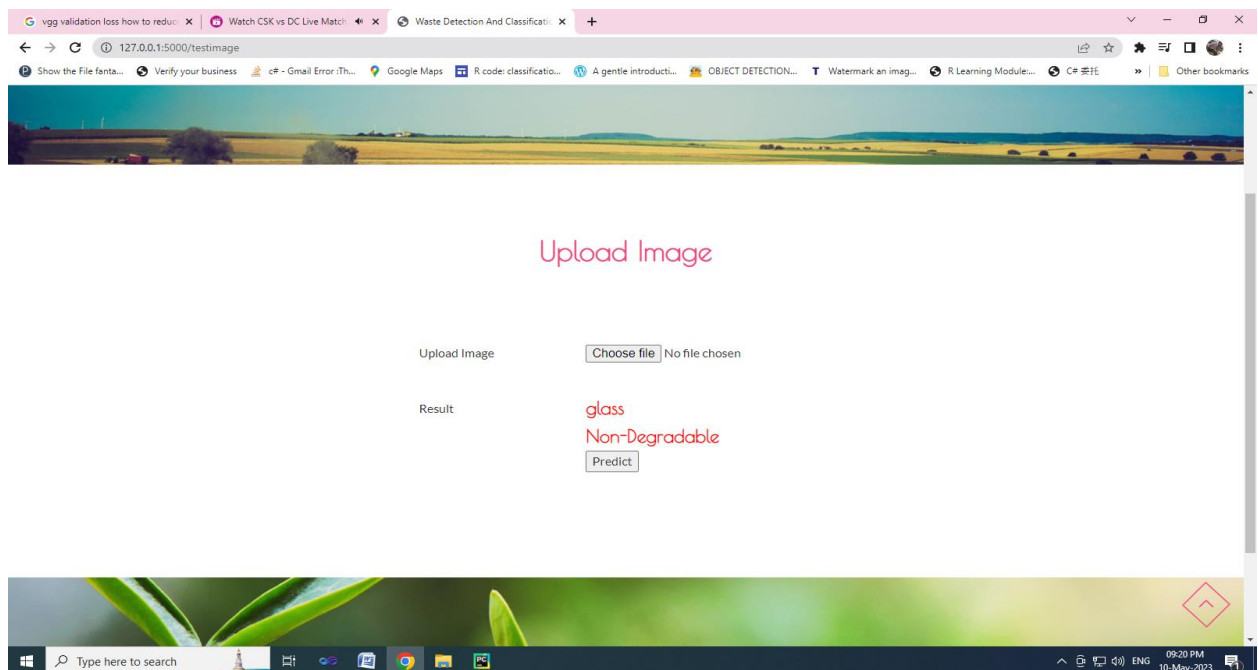 vgg validation loss how to reduc
Watch CSK vs DC Live Match
Waste Detection And Classificatic
127.0.0.1:5000/testimage
Show the File fanta...
Verify your business
c# - Gmail Error :Th...
Google Maps
R code: classificatio...
A gentle introducti...
OBJECT DETECTION...
Watermark an imag...
R Learning Module:...
C# 委托
»
Other bookmarks
Upload Image
Upload Image
Choose file No file chosen
Result
glass
Non-Degradable
Predict
Type here to search
ENG
09:20 PM
10-May-2023